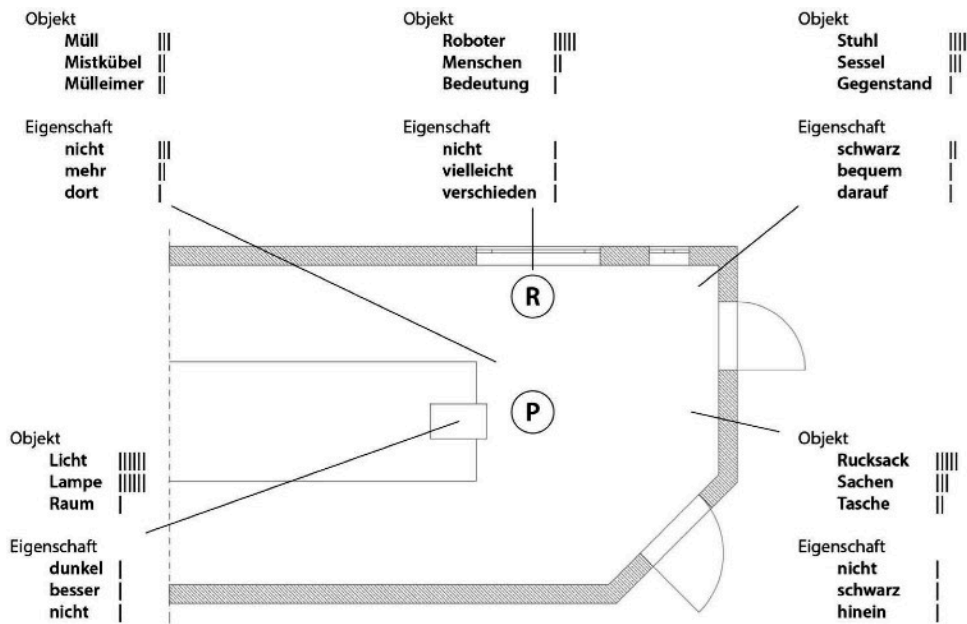 Objekt
Müll |||
Mistkübel ||
Mülleimer ||
Eigenschaft
nicht |||
mehr ||
dort |
Objekt
Roboter |||||
Menschen ||
Bedeutung |
Eigenschaft
nicht |
vielleicht |
verschieden |
Objekt
Stuhl ||||
Sessel |||
Gegenstand |
Eigenschaft
schwarz ||
bequem |
darauf |
R
P
Objekt
Licht ||||||
Lampe ||||||
Raum |
Eigenschaft
dunkel |
besser |
nicht |
Objekt
Rucksack |||||
Sachen |||
Tasche ||
Eigenschaft
nicht |
schwarz |
hinein |